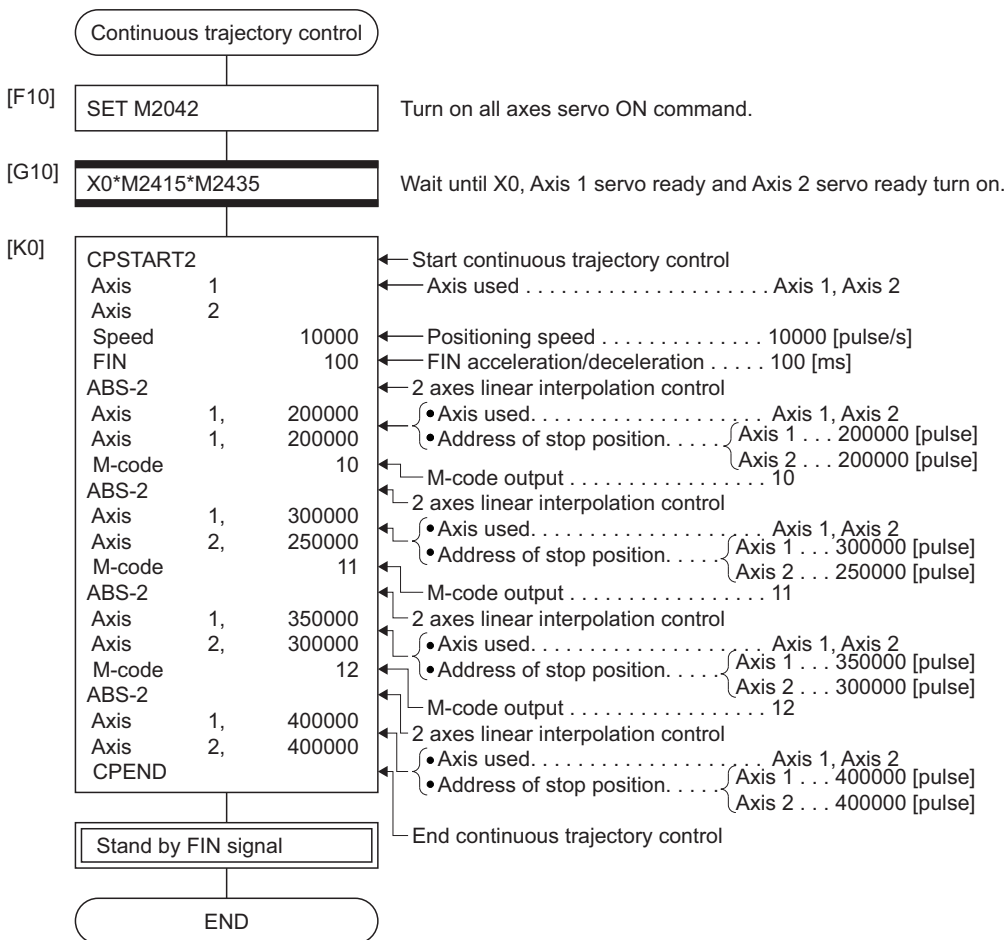 Continuous trajectory control
[F10]
SET M2042
Turn on all axes servo ON command.
[G10]
X0*M2415*M2435
Wait until X0, Axis 1 servo ready and Axis 2 servo ready turn on.
[K0]
CPSTART2
Start continuous trajectory control
Axis 1
Axis used . . . . . . . . . . . . . . . . . . . . . Axis 1, Axis 2
Axis 2
Speed 10000
Positioning speed . . . . . . . . . . . . . . 10000 [pulse/s]
FIN 100
FIN acceleration/deceleration . . . . . 100 [ms]
ABS-2
2 axes linear interpolation control
Axis 1, 200000
•Axis used. . . . . . . . . . . . . . . . . . . . . Axis 1, Axis 2
Axis 1, 200000
•Address of stop position. . . . .
Axis 1 . . . 200000 [pulse]
Axis 2 . . . 200000 [pulse]
M-code 10
M-code output . . . . . . . . . . . . . . . . . 10
ABS-2
2 axes linear interpolation control
Axis 1, 300000
•Axis used. . . . . . . . . . . . . . . . . . . . . Axis 1, Axis 2
Axis 2, 250000
•Address of stop position. . . . .
Axis 1 . . . 300000 [pulse]
Axis 2 . . . 250000 [pulse]
M-code 11
M-code output . . . . . . . . . . . . . . . . . 11
ABS-2
2 axes linear interpolation control
Axis 1, 350000
•Axis used. . . . . . . . . . . . . . . . . . . . . Axis 1, Axis 2
Axis 2, 300000
•Address of stop position. . . . .
Axis 1 . . . 350000 [pulse]
Axis 2 . . . 300000 [pulse]
M-code 12
M-code output . . . . . . . . . . . . . . . . . 12
ABS-2
2 axes linear interpolation control
Axis 1, 400000
•Axis used. . . . . . . . . . . . . . . . . . . . . Axis 1, Axis 2
Axis 2, 400000
•Address of stop position. . . . .
Axis 1 . . . 400000 [pulse]
Axis 2 . . . 400000 [pulse]
CPEND
End continuous trajectory control
Stand by FIN signal
END